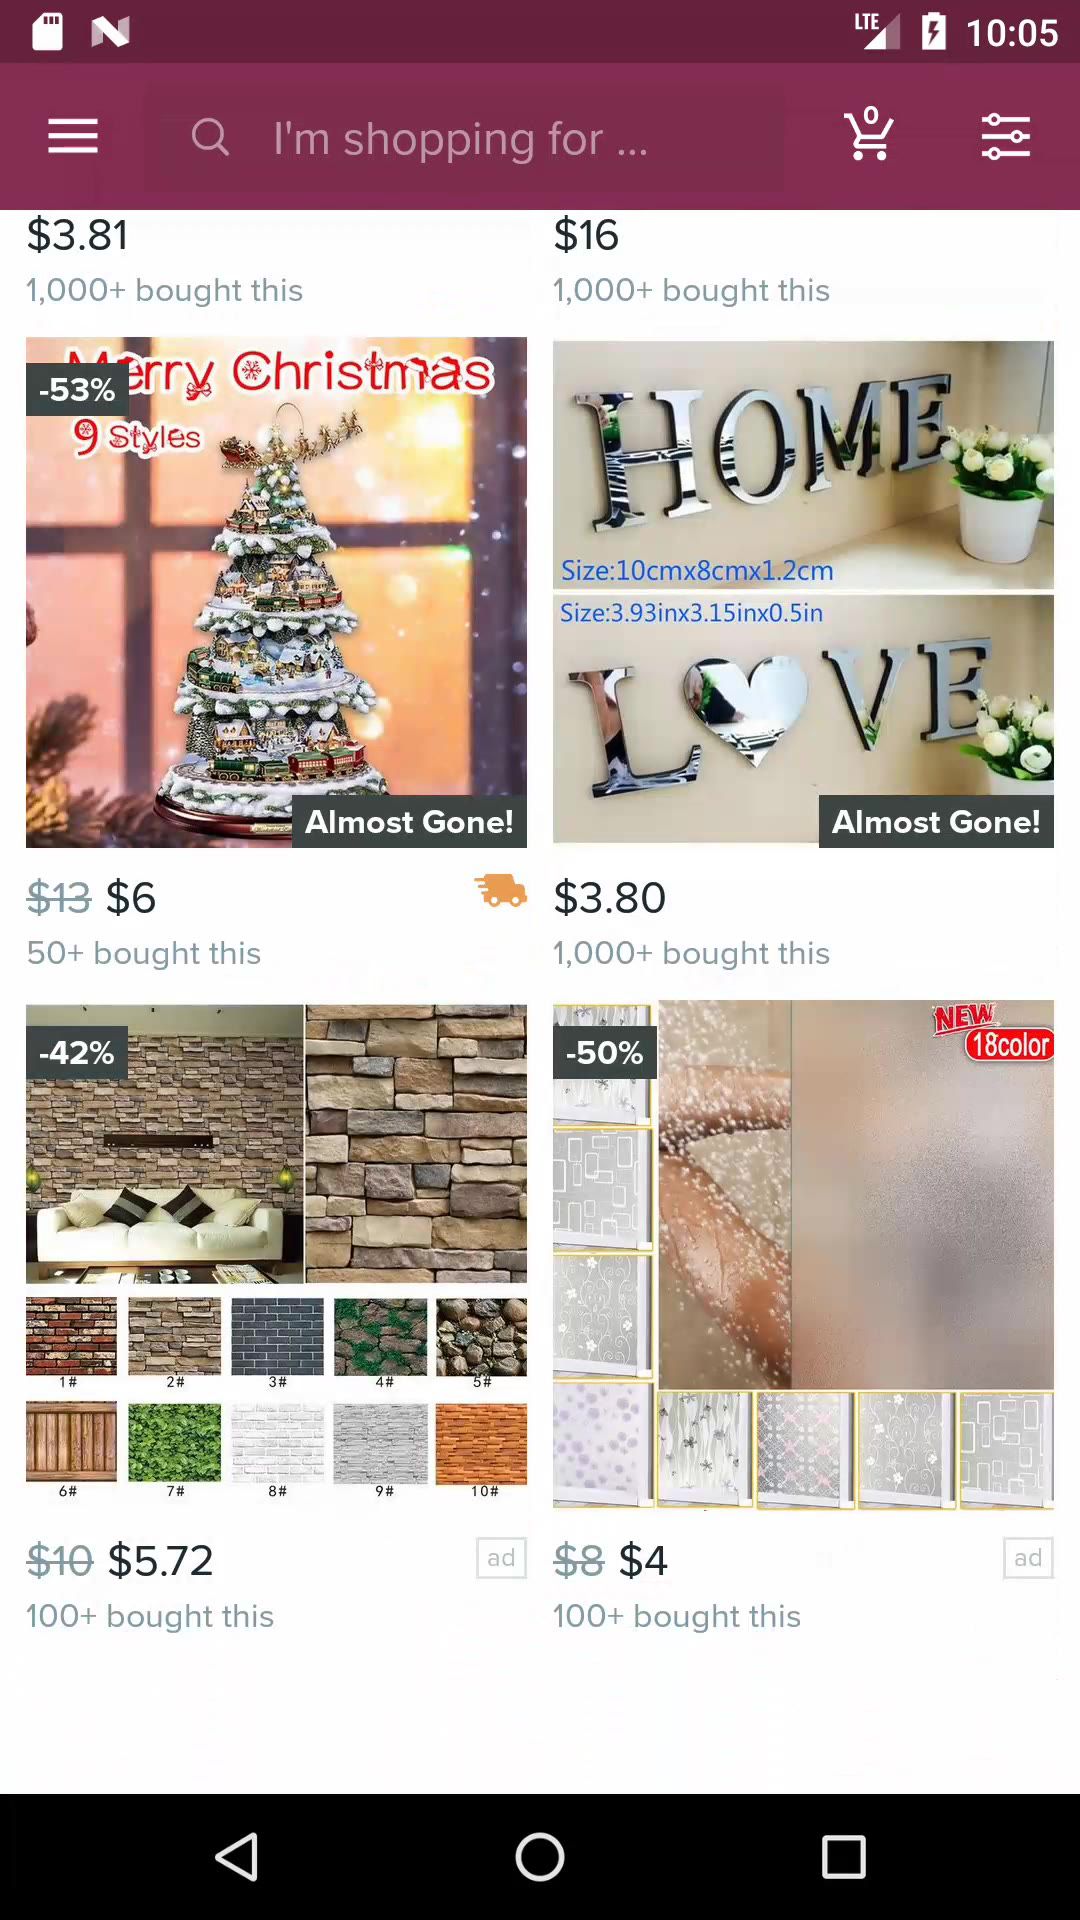 LTE 10:05
I'm shopping for ...
0
$3.81
1,000+ bought this
$16
1,000+ bought this
Merry Christmas
-53%
9 Styles
Almost Gone!
$13 $6
50+ bought this
HOME
Size:10cmx8cmx1.2cm
Size:3.93inx3.15inx0.5in
L VE
Almost Gone!
$3.80
1,000+ bought this
-42%
1# 2# 3# 4# 5#
6# 7# 8# 9# 10#
$10 $5.72
ad
100+ bought this
-50%
NEW
18color
$8 $4
ad
100+ bought this